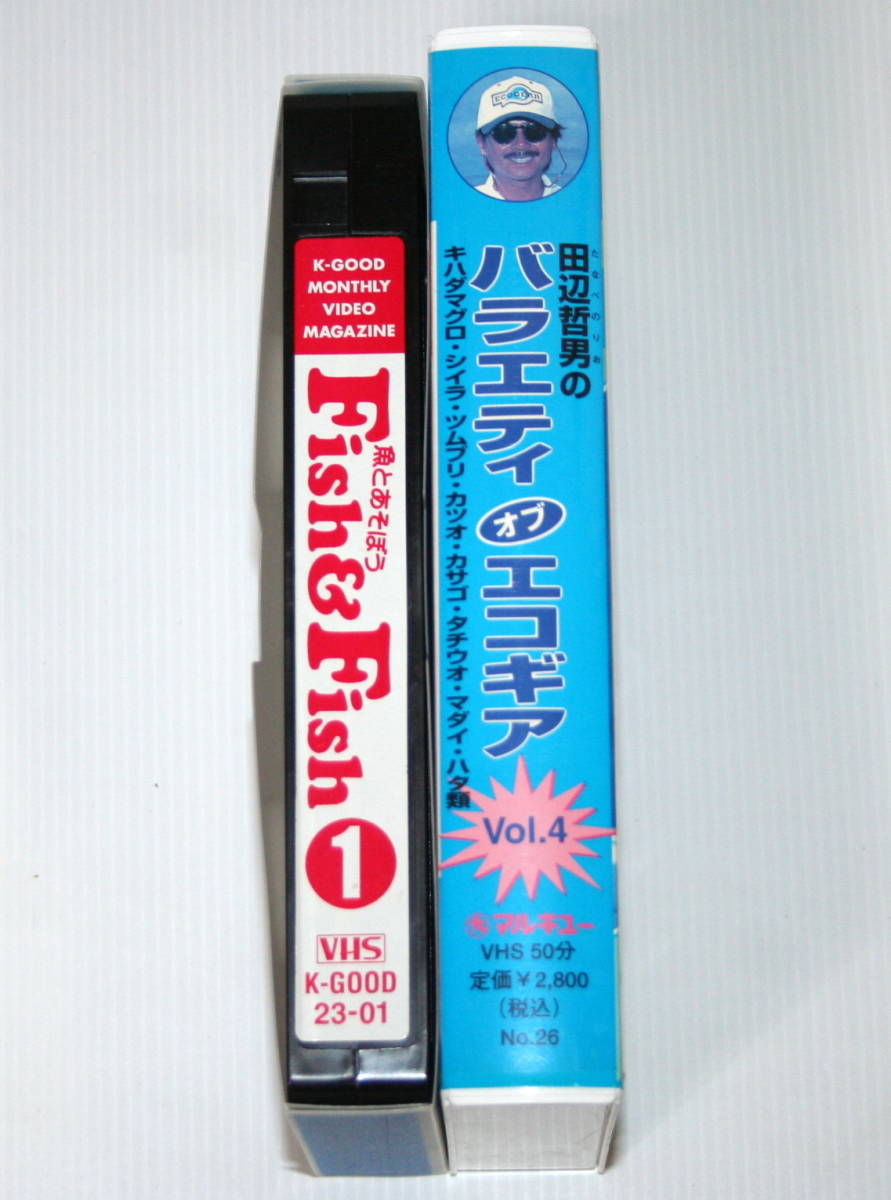 K-GOOD
MONTHLY
VIDEO
MAGAZINE
魚とあそぼう
Fish&Fish
1
VHS
K-GOOD
23-01
ECOGEAR
たなべのりお
田辺哲男の
バラエティ
オブ
エコギア
キハダマグロ・シイラ・ツムブリ・カツオ・カサゴ・タチウオ・マダイ・ハタ類
Vol.4
マルキユー
VHS 50分
定価¥2,800
(税込)
No.26